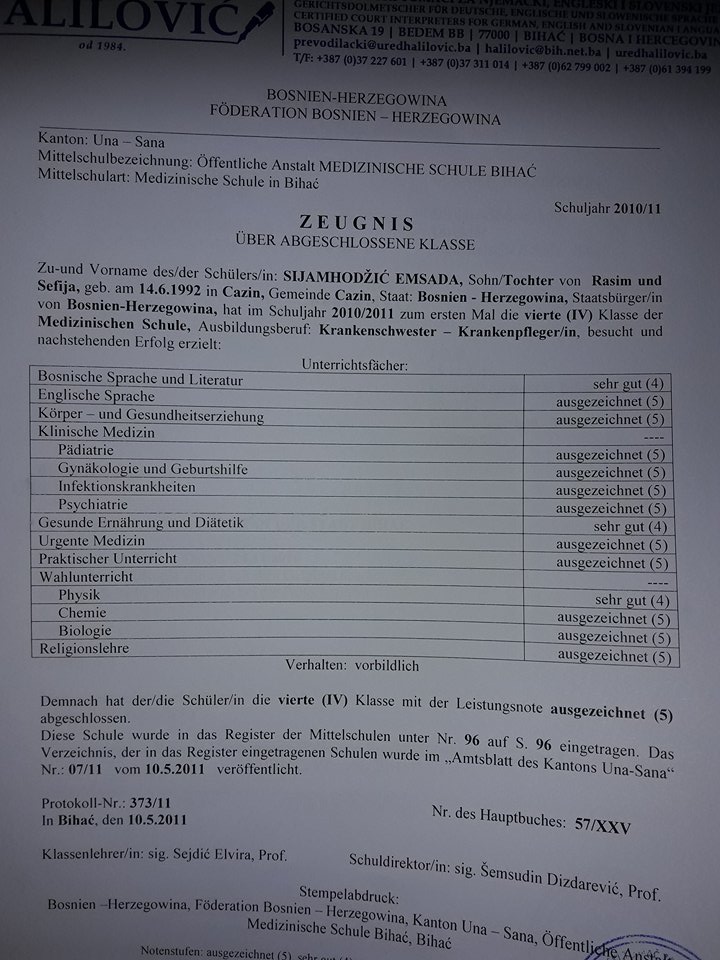 ALILOVIĆ
od 1984.
GERICHTSDOLMETSCHER FÜR DEUTSCHE, ENGLISCHE UND SLOWENISCHE SPRACHE
CERTIFIED COURT INTERPRETERS FOR GERMAN, ENGLISH AND SLOVENIAN LANGUA
BOSANSKA 19 | BEDEM BB | 77000 | BIHAĆ | BOSNA I HERCEGOVIN
prevodilacki@uredhalilovic.ba | halilovic@bih.net.ba | uredhalilovic.ba
T/F: +387 (0)37 227 601 | +387 (0)37 311 014 | +387 (0)62 799 002 | +387 (0)61 394 199
BOSNIEN-HERZEGOWINA
FÖDERATION BOSNIEN – HERZEGOWINA
Kanton: Una – Sana
Mittelschulbezeichnung: Öffentliche Anstalt MEDIZINISCHE SCHULE BIHAĆ
Mittelschulart: Medizinische Schule in Bihać
Schuljahr 2010/11
ZEUGNIS
ÜBER ABGESCHLOSSENE KLASSE
Zu-und Vorname des/der Schülers/in: SIJAMHODŽIĆ EMSADA, Sohn/Tochter von Rasim und
Sefija, geb. am 14.6.1992 in Cazin, Gemeinde Cazin, Staat: Bosnien - Herzegowina, Staatsbürger/in
von Bosnien-Herzegowina, hat im Schuljahr 2010/2011 zum ersten Mal die vierte (IV) Klasse der
Medizinischen Schule, Ausbildungsberuf: Krankenschwester – Krankenpfleger/in, besucht und
nachstehenden Erfolg erzielt:
Unterrichtsfächer:
Bosnische Sprache und Literatur sehr gut (4)
Englische Sprache ausgezeichnet (5)
Körper – und Gesundheitserziehung ausgezeichnet (5)
Klinische Medizin ----
Pädiatrie ausgezeichnet (5)
Gynäkologie und Geburtshilfe ausgezeichnet (5)
Infektionskrankheiten ausgezeichnet (5)
Psychiatrie ausgezeichnet (5)
Gesunde Ernährung und Diätetik sehr gut (4)
Urgente Medizin ausgezeichnet (5)
Praktischer Unterricht ausgezeichnet (5)
Wahlunterricht ----
Physik sehr gut (4)
Chemie ausgezeichnet (5)
Biologie ausgezeichnet (5)
Religionslehre ausgezeichnet (5)
Verhalten: vorbildlich
Demnach hat der/die Schüler/in die vierte (IV) Klasse mit der Leistungsnote ausgezeichnet (5)
abgeschlossen.
Diese Schule wurde in das Register der Mittelschulen unter Nr. 96 auf S. 96 eingetragen. Das
Verzeichnis, der in das Register eingetragenen Schulen wurde im „Amtsblatt des Kantons Una-Sana“
Nr.: 07/11 vom 10.5.2011 veröffentlicht.
Protokoll-Nr.: 373/11
In Bihać, den 10.5.2011
Nr. des Hauptbuches: 57/XXV
Klassenlehrer/in: sig. Sejdić Elvira, Prof.
Schuldirektor/in: sig. Šemsudin Dizdarević, Prof.
Stempelabdruck:
Bosnien –Herzegowina, Föderation Bosnien – Herzegowina, Kanton Una – Sana, Öffentliche Anstalt
Medizinische Schule Bihać, Bihać
Notenstufen: ausgezeichnet (5), sehr gut (4)